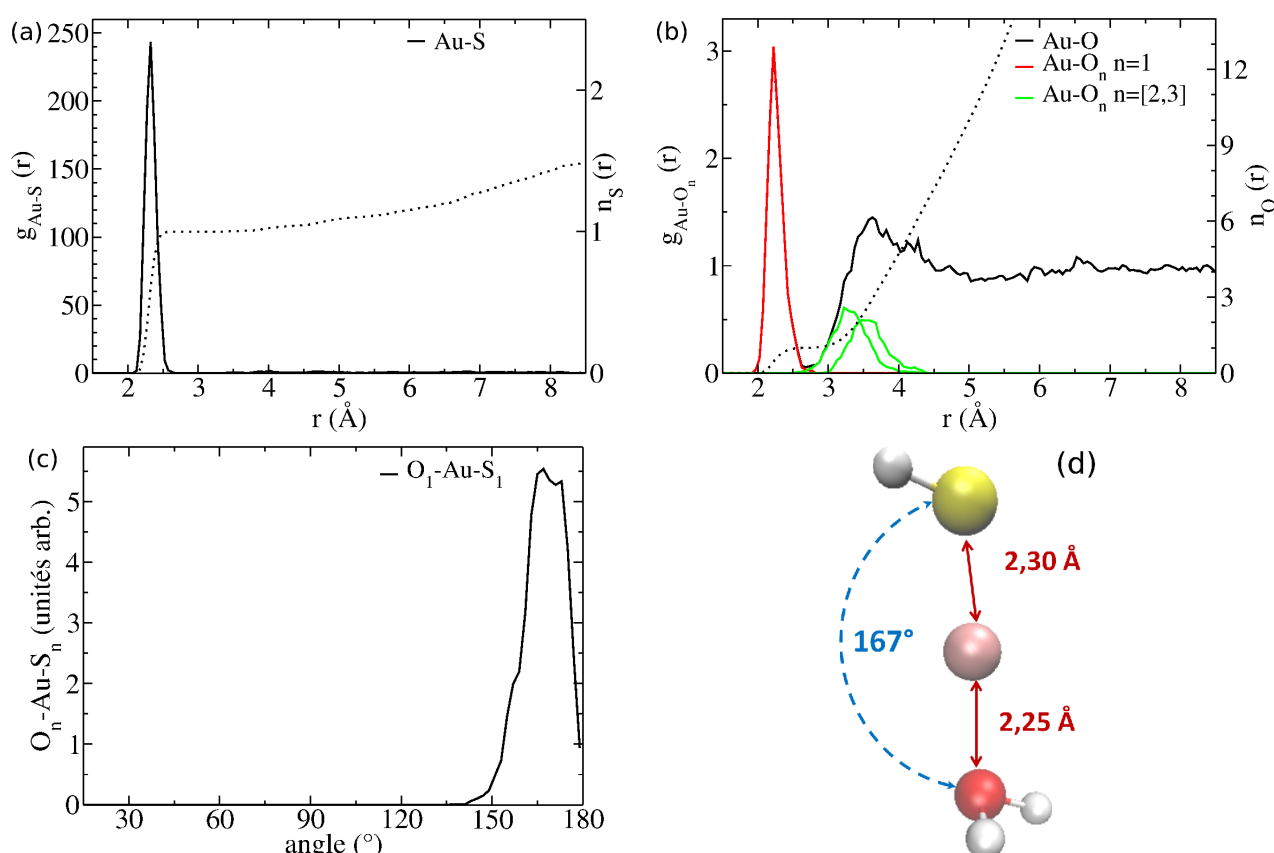 (a)
Au-S
g_Au-S (r)
250
200
150
100
50
0
2
1
0
n_S (r)
2 3 4 5 6 7 8
r (Å)
(b)
Au-O
Au-O_n n=1
Au-O_n n=[2,3]
g_Au-O_n (r)
3
2
1
0
12
9
6
3
0
n_O (r)
2 3 4 5 6 7 8
r (Å)
(c)
O_1-Au-S_1
O_n-Au-S_n (unités arb.)
5
4
3
2
1
0
30 60 90 120 150 180
angle (°)
(d)
2,30 Å
167°
2,25 Å